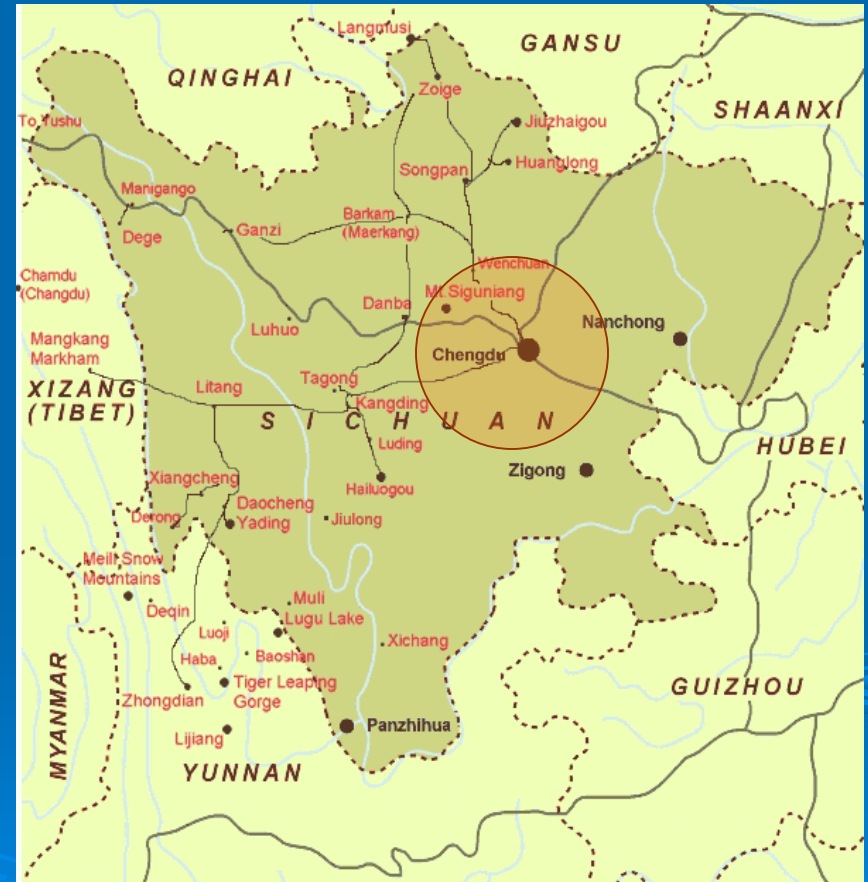 Langmusi
GANSU
QINGHAI
Zoige
SHAANXI
To Yushu
Jiuzhaigou
Songpan
Huanglong
Manigango
Dege
Ganzi
Barkam
(Maerkang)
Wenchuan
Chamdu
(Changdu)
Mt.Siguniang
Danba
Luhuo
Nanchong
Mangkang
Markham
Chengdu
XIZANG
(TIBET)
Litang
Tagong
Kangding
SICHUAN
Luding
HUBEI
Zigong
Xiangcheng
Hailuogou
Daocheng
Yading
Derong
Jiulong
Meili Snow
Mountains
Deqin
Muli
Lugu Lake
Luoji
Xichang
Haba
Baoshan
Tiger Leaping
Gorge
Zhongdian
GUIZHOU
MYANMAR
Panzhihua
Lijiang
YUNNAN